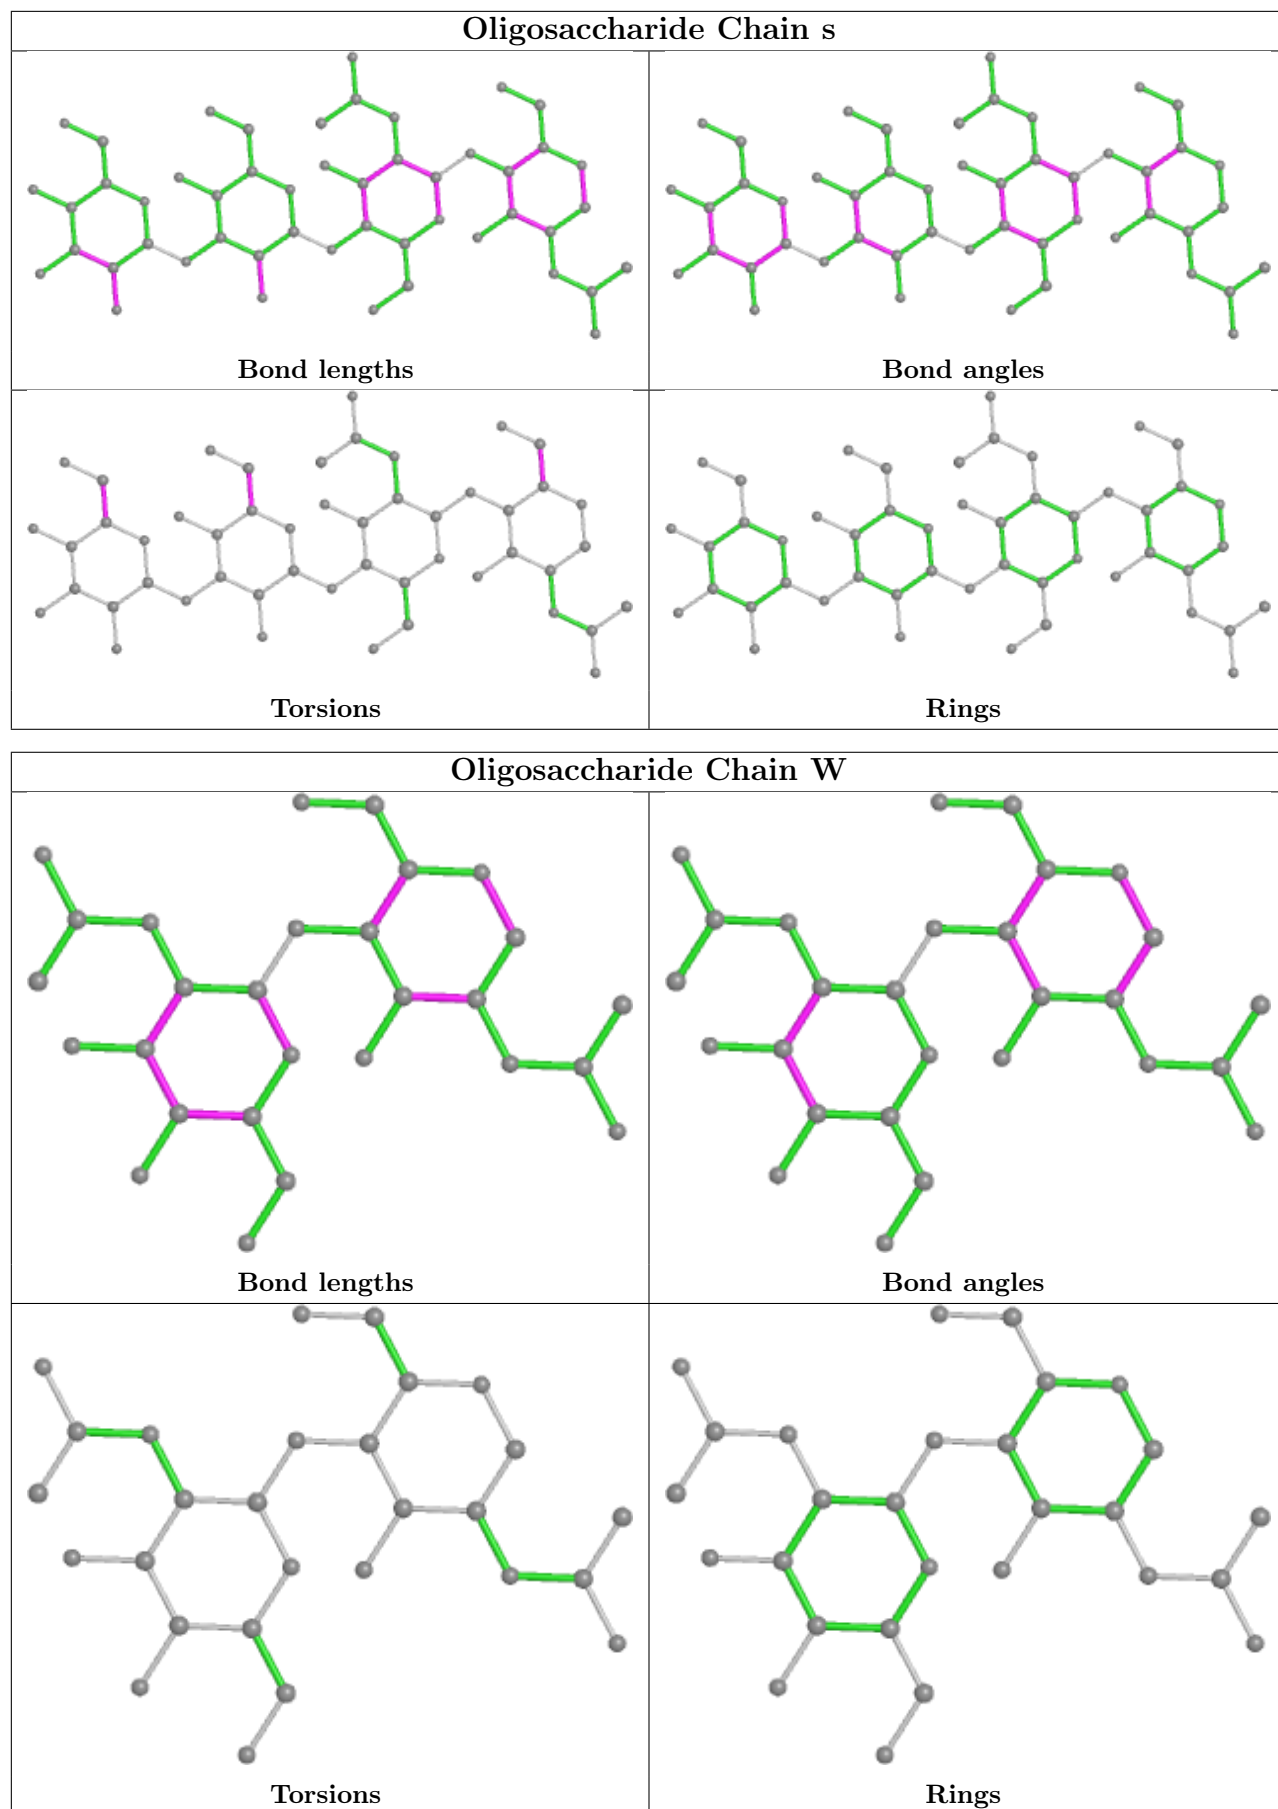 Oligosaccharide Chain s
Bond lengths
Bond angles
Torsions
Rings
Oligosaccharide Chain W
Bond lengths
Bond angles
Torsions
Rings